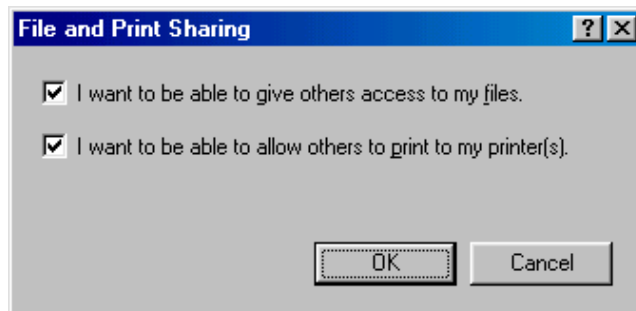 File and Print Sharing
I want to be able to give others access to my files.
I want to be able to allow others to print to my printer(s).
OK Cancel